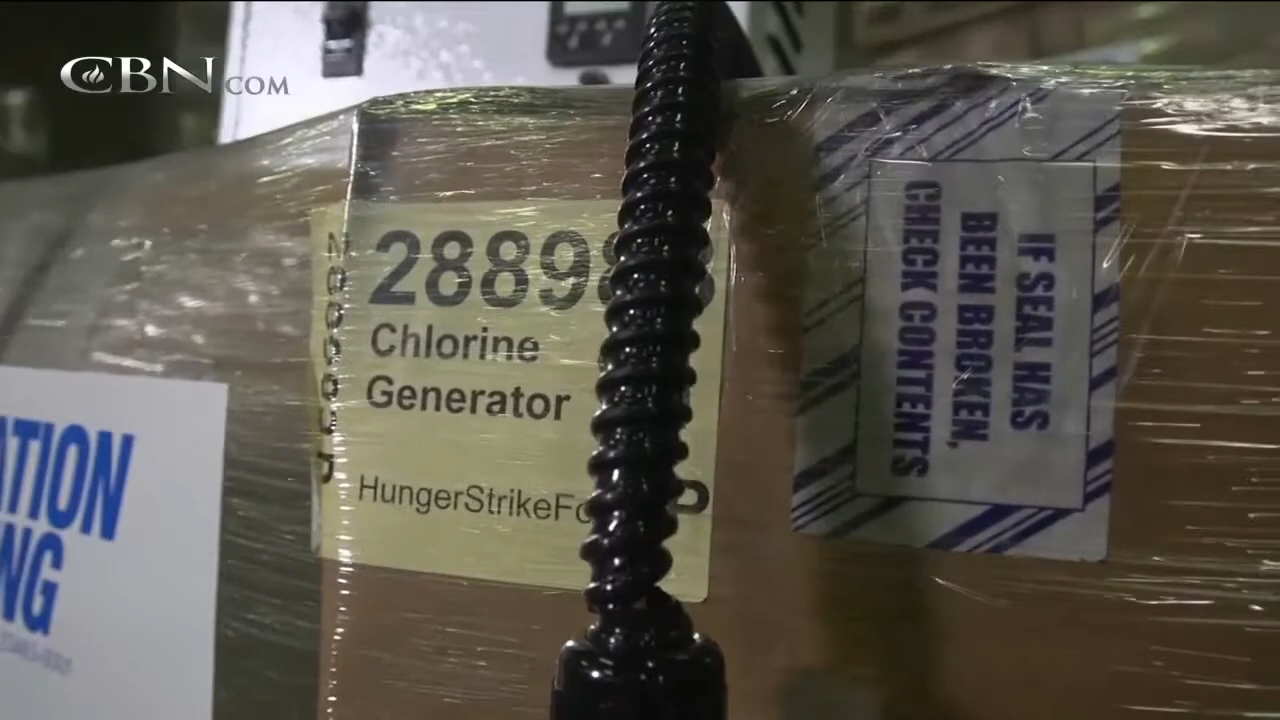 CBN.COM
ATION
NG
2889
Chlorine
Generator
HungerStrikeFo
P
IF SEAL HAS
BEEN BROKEN,
CHECK CONTENTS